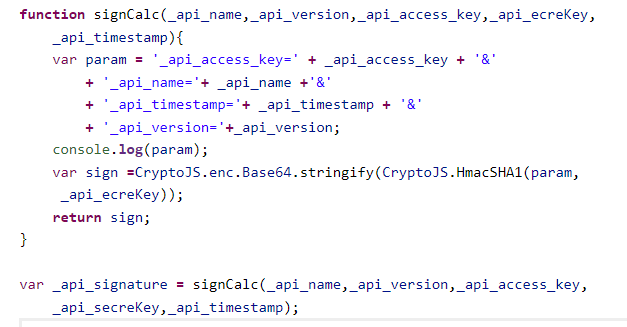 function signCalc(_api_name,_api_version,_api_access_key,_api_ecreKey,
_api_timestamp){
var param = '_api_access_key=' + _api_access_key + '&'
+ '_api_name='+ _api_name +'&'
+ '_api_timestamp='+ _api_timestamp + '&'
+ '_api_version='+_api_version;
console.log(param);
var sign =CryptoJS.enc.Base64.stringify(CryptoJS.HmacSHA1(param,
_api_ecreKey));
return sign;
}
var _api_signature = signCalc(_api_name,_api_version,_api_access_key,
_api_secreKey,_api_timestamp);